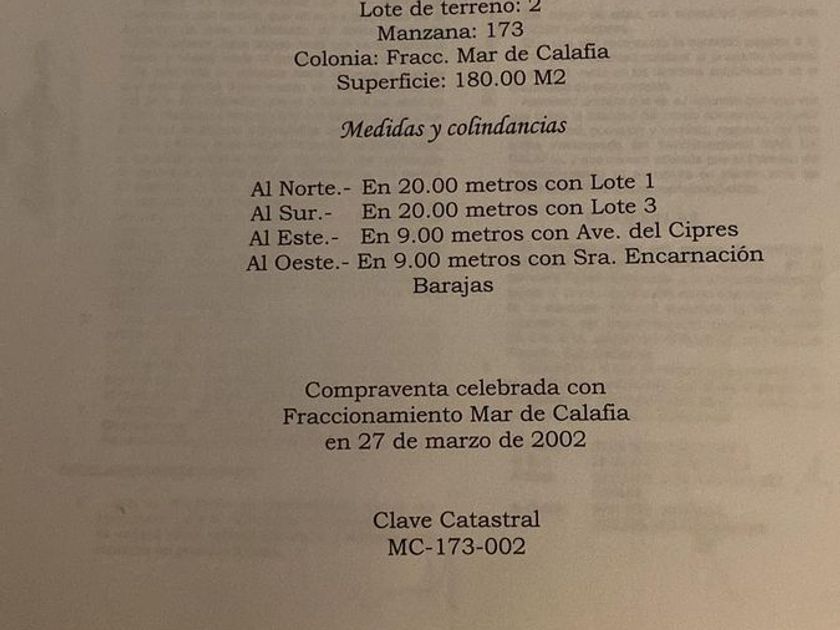 Lote de terreno: 2
Manzana: 173
Colonia: Fracc. Mar de Calafia
Superficie: 180.00 M2
Medidas y colindancias
Al Norte.- En 20.00 metros con Lote 1
Al Sur.- En 20.00 metros con Lote 3
Al Este.- En 9.00 metros con Ave. del Cipres
Al Oeste.- En 9.00 metros con Sra. Encarnación
Barajas
Compraventa celebrada con
Fraccionamiento Mar de Calafia
en 27 de marzo de 2002
Clave Catastral
MC-173-002